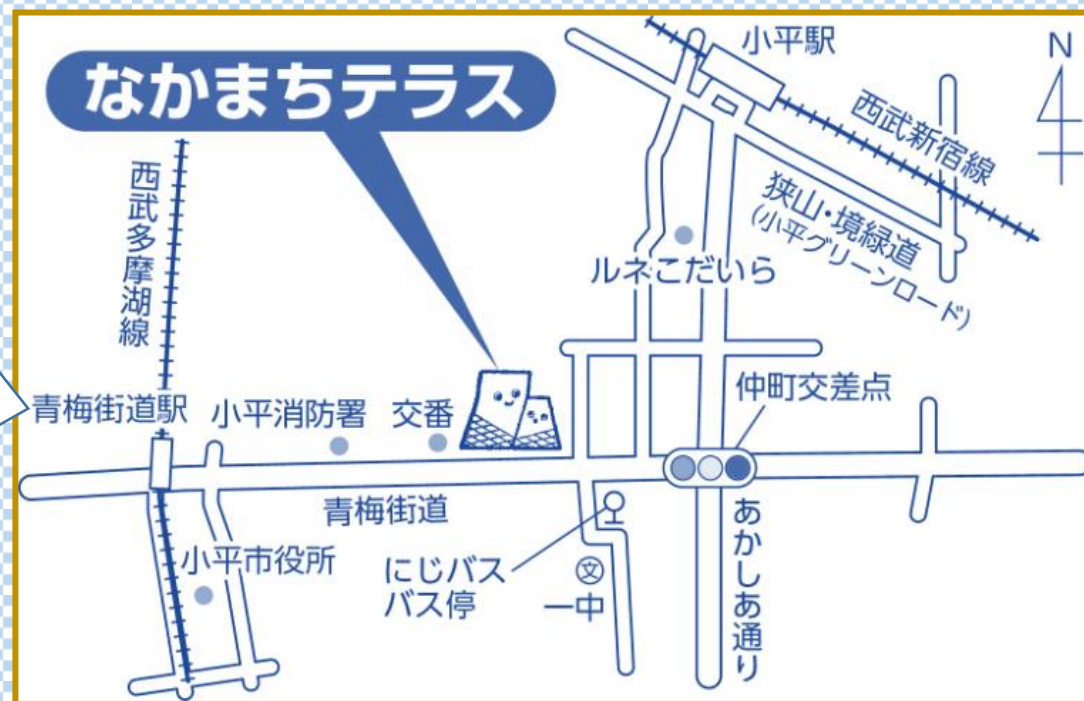 小平駅
N
なかまちテラス
西武新宿線
西武多摩湖線
狭山・境緑道
(小平グリーンロード)
ルネこだいら
仲町交差点
青梅街道駅
小平消防署
交番
青梅街道
あかしあ通り
小平市役所
にじバス
バス停
文
一中